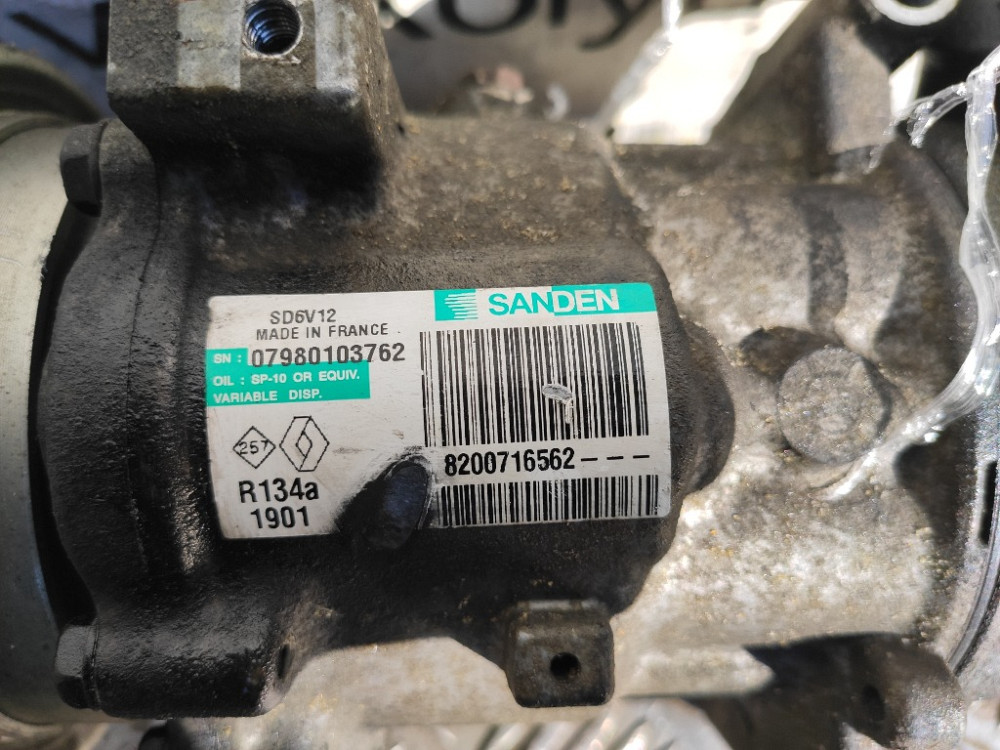 SANDEN
SD6V12
MADE IN FRANCE
SN : 07980103762
OIL : SP-10 OR EQUIV.
VARIABLE DISP.
257
8200716562---
R134a
1901